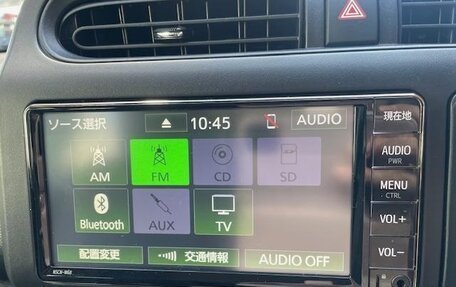 ソース選択
10:45
AUDIO
現在地
AM
FM
CD
SD
AUDIO
PWR
MENU
CTRL
Bluetooth
AUX
TV
VOL+
VOL−
配置変更
交通情報
AUDIO OFF